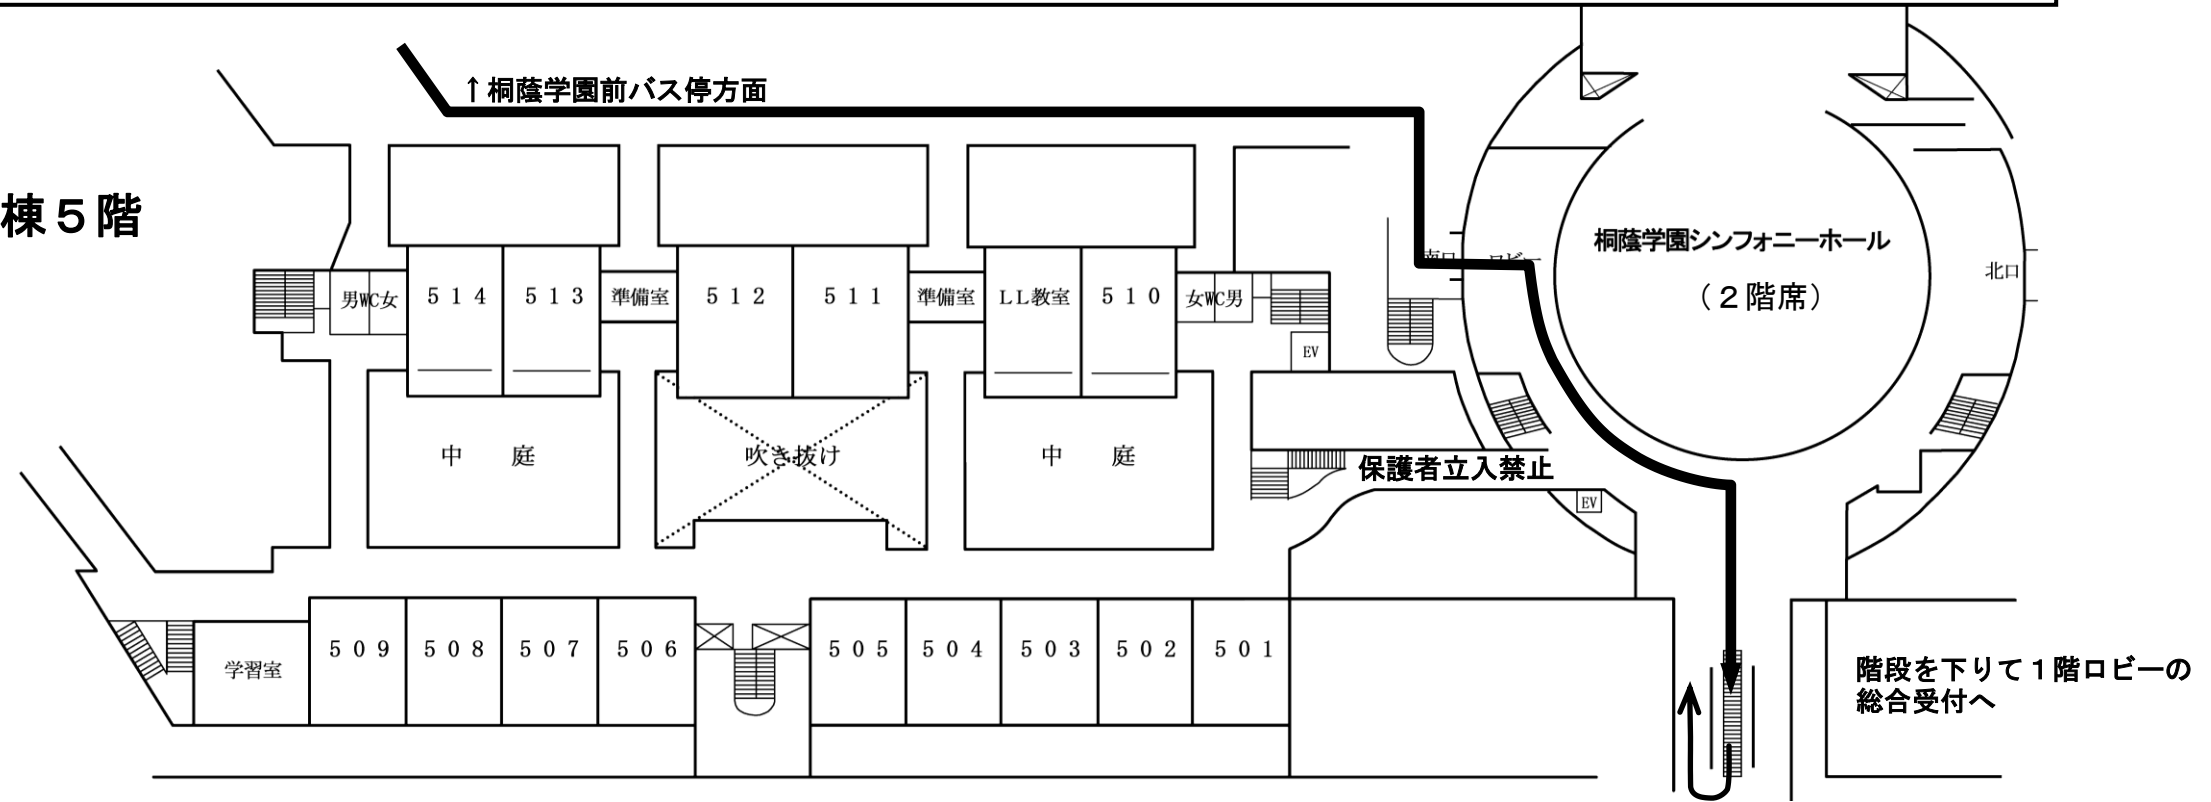 ↑桐蔭学園前バス停方面
棟５階
桐蔭学園シンフォニーホール
（２階席）
南口
ロビー
北口
男WC女
５１４
５１３
準備室
５１２
５１１
準備室
ＬＬ教室
５１０
女WC男
EV
中　庭
吹き抜け
中　庭
保護者立入禁止
EV
学習室
５０９
５０８
５０７
５０６
５０５
５０４
５０３
５０２
５０１
階段を下りて１階ロビーの
総合受付へ